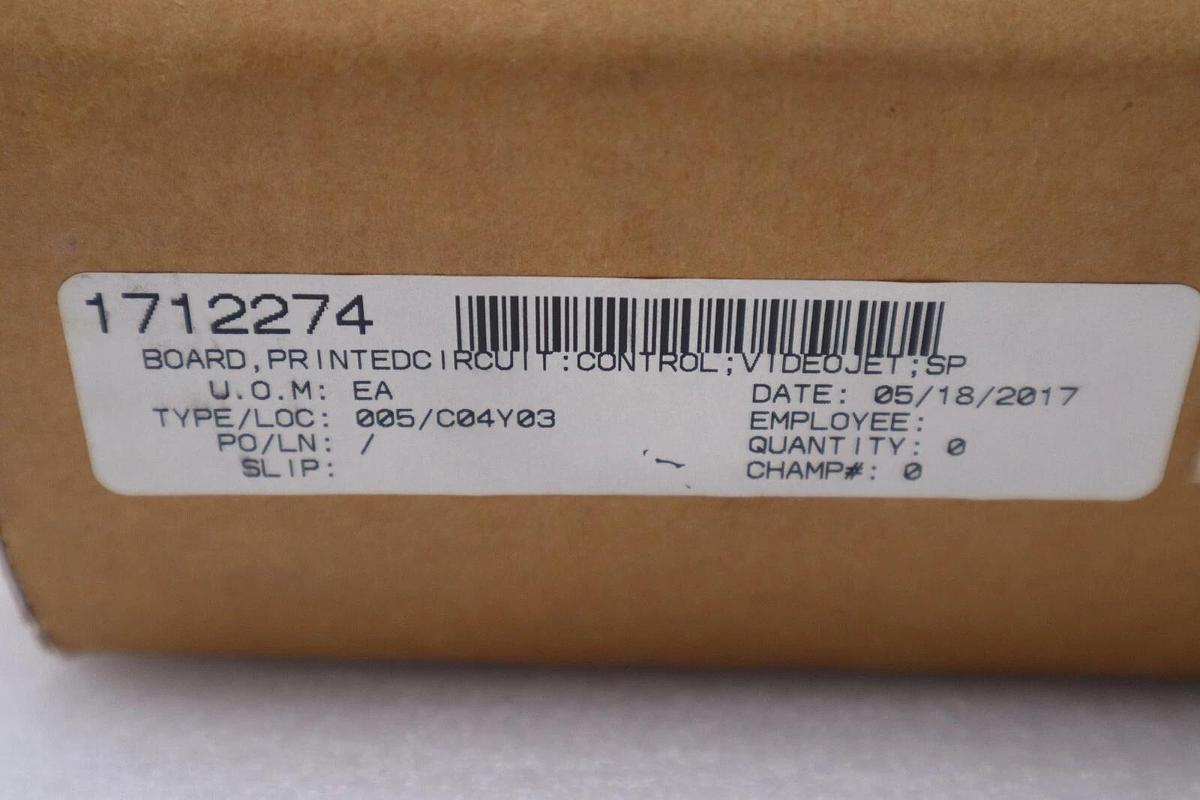 1712274
BOARD,PRINTEDCIRCUIT:CONTROL;VIDEOJET;SP
U.O.M: EA
DATE: 05/18/2017
TYPE/LOC: 005/C04Y03
EMPLOYEE:
PO/LN: /
QUANTITY: 0
SLIP:
CHAMP#: 0